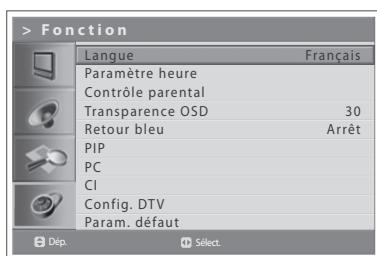 > Fonction
Langue Français
Paramètre heure
Contrôle parental
Transparence OSD 30
Retour bleu Arrêt
PIP
PC
CI
Config. DTV
Param. défaut
Dép. Sélect.